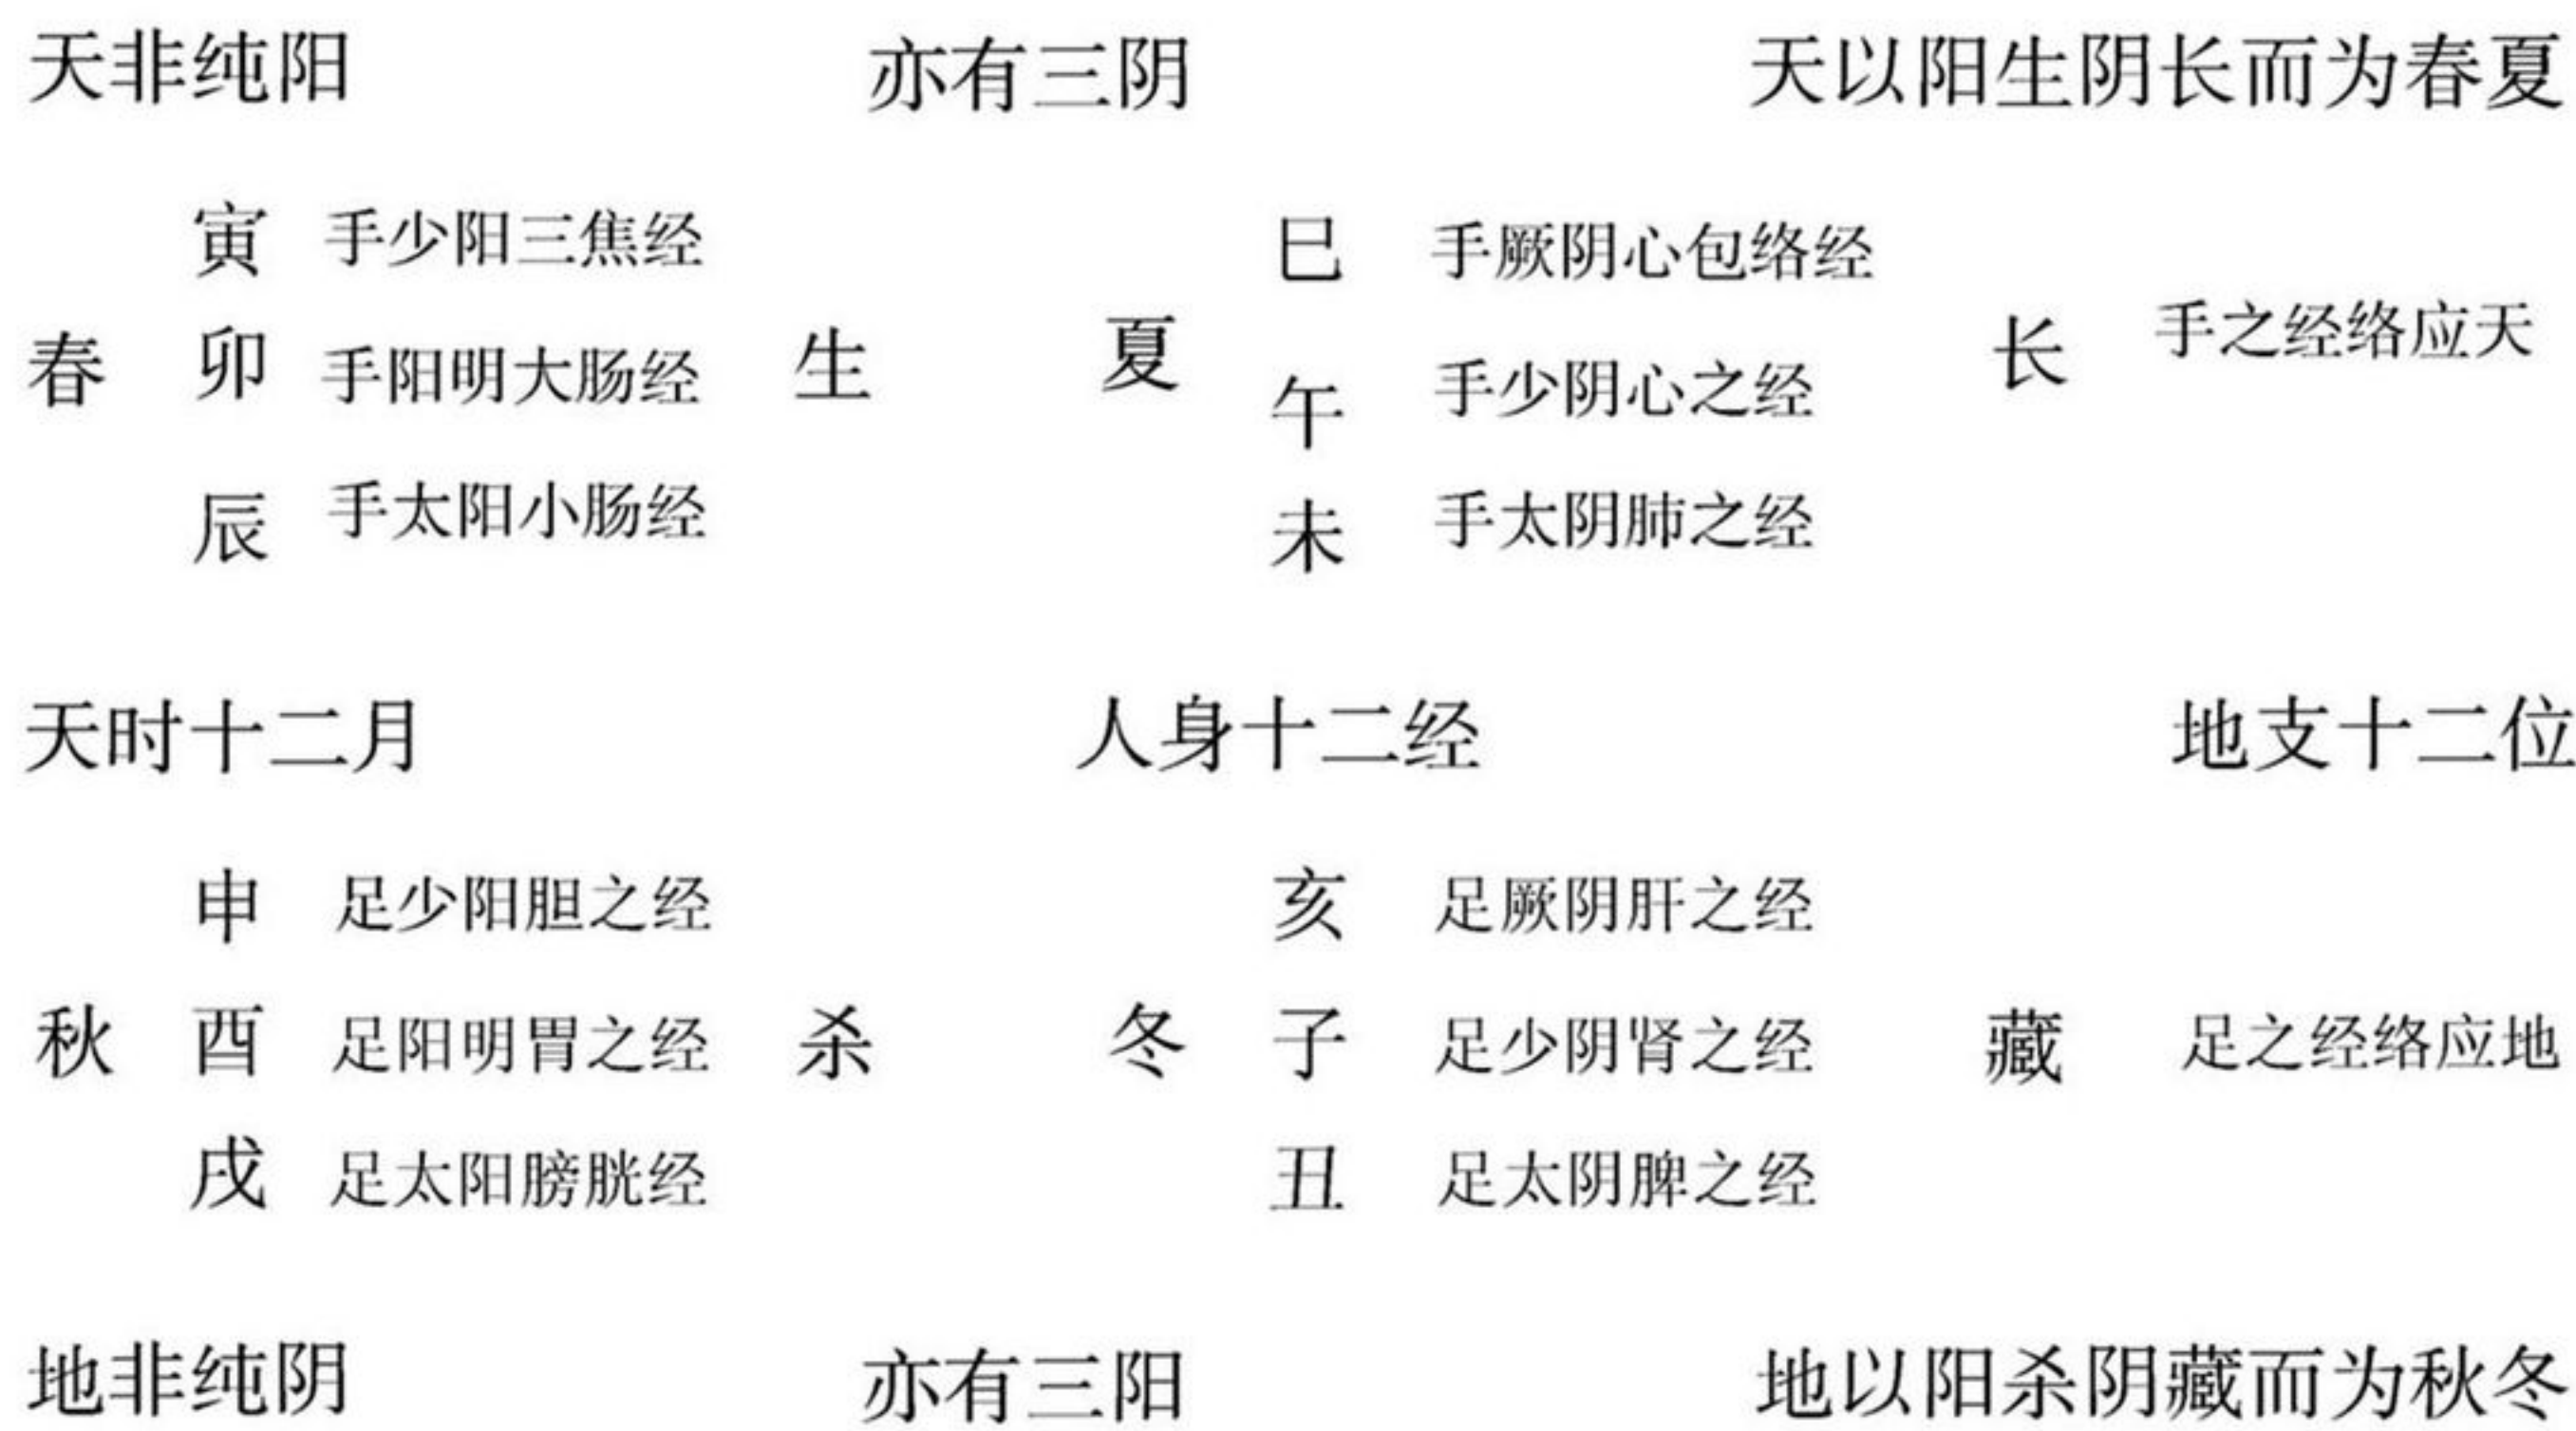 天非纯阳 亦有三阴 天以阳生阴长而为春夏
寅 手少阳三焦经 巳 手厥阴心包络经
春 卯 手阳明大肠经 生 夏 午 手少阴心之经 长 手之经络应天
辰 手太阳小肠经 未 手太阴肺之经
天时十二月 人身十二经 地支十二位
申 足少阳胆之经 亥 足厥阴肝之经
秋 酉 足阳明胃之经 杀 冬 子 足少阴肾之经 藏 足之经络应地
戌 足太阳膀胱经 丑 足太阴脾之经
地非纯阴 亦有三阳 地以阳杀阴藏而为秋冬